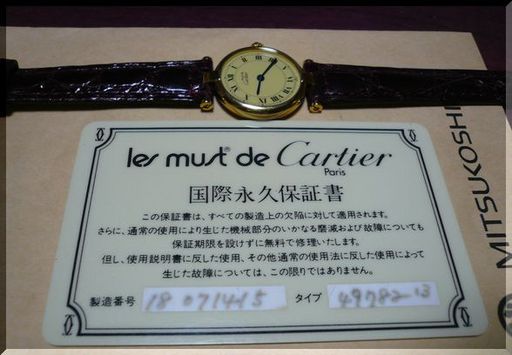 Cartier
MITSUKOSHI
les must de Cartier
Paris
国際永久保証書
この保証書は、すべての製造上の欠陥に対して適用されます。
さらに、通常の使用により生じた機械部分のいかなる磨滅および故障についても
保証期限を設けずに無料で修理いたします。
但し、使用説明書に反した使用、その他通常の使用法に反した使用によって
生じた故障については、この限りではありません。
製造番号 18 071415 タイプ 49782-13